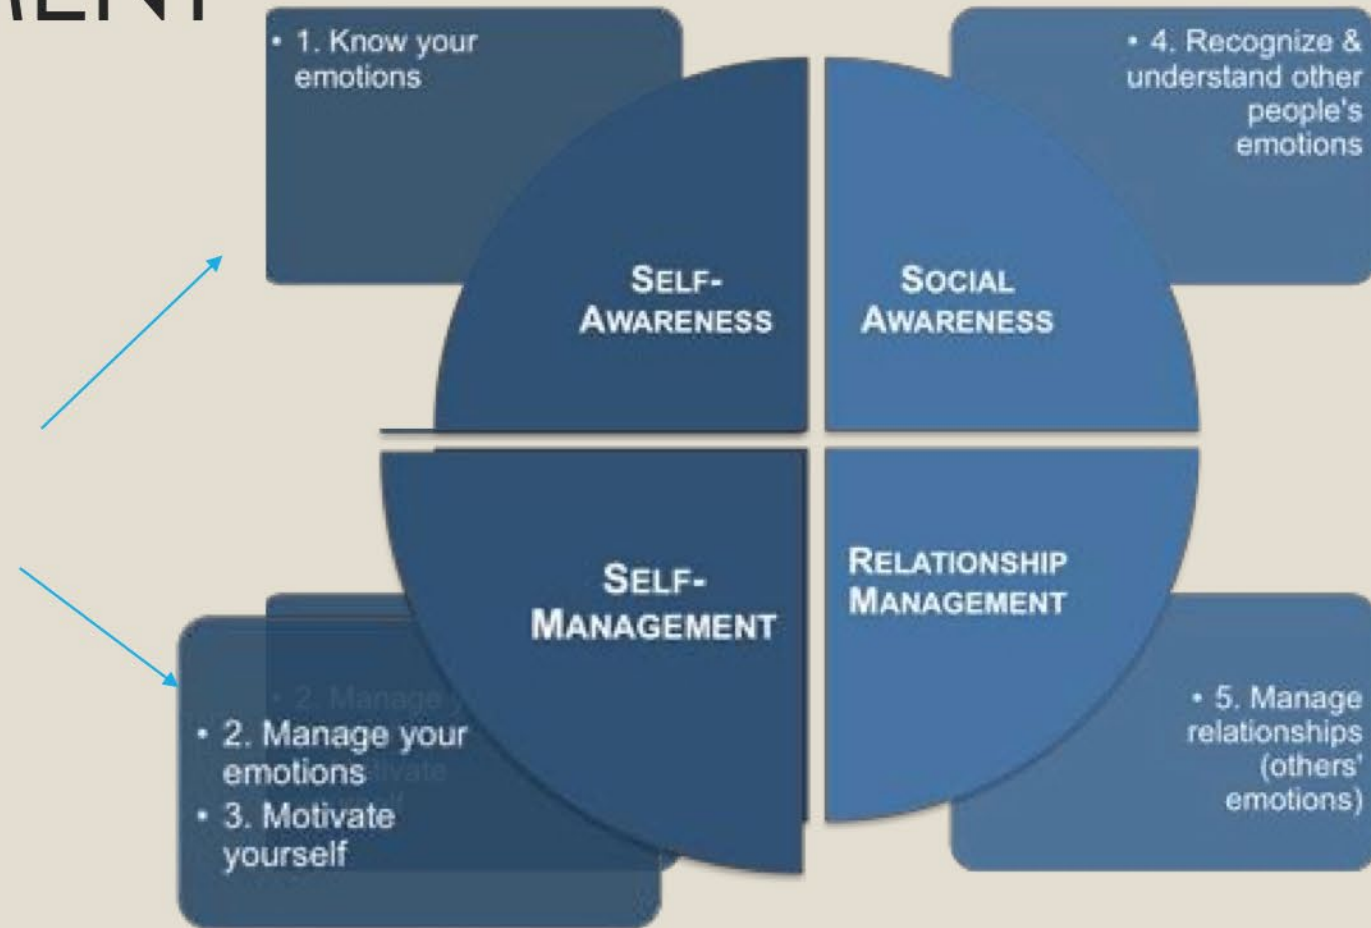 MENT
• 1. Know your
emotions
• 4. Recognize &
understand other
people's
emotions
SELF-
AWARENESS
SOCIAL
AWARENESS
SELF-
MANAGEMENT
RELATIONSHIP
MANAGEMENT
• 2. Manage your
emotions
• 3. Motivate
yourself
• 5. Manage
relationships
(others'
emotions)